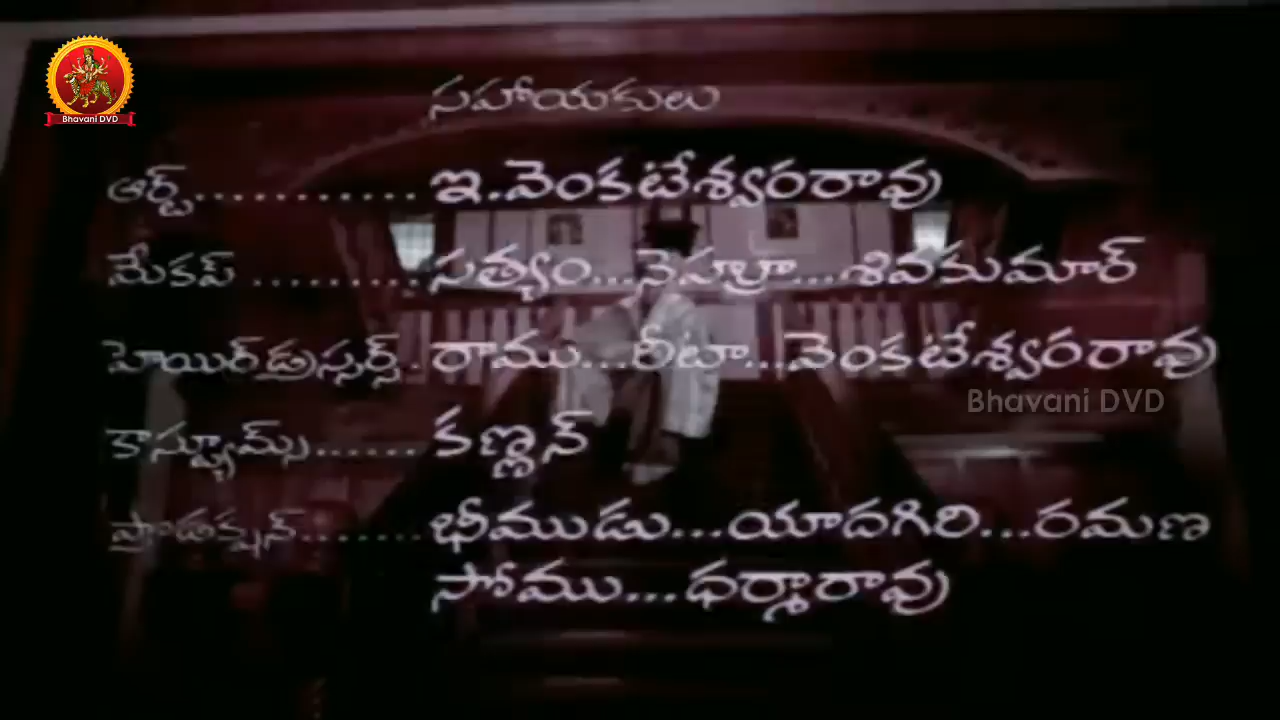 Bhavani DVD
సహాయకులు
ఆర్ట్........... ఇ.వెంకటేశ్వరరావు
మేకప్ ......... సత్యం...నెహ్రూ...శివకుమార్
హెయిర్‌డ్రస్సర్స్.. రాము...రీటా...వెంకటేశ్వరరావు
Bhavani DVD
కాస్ట్యూమ్స్...... కణ్ణన్
ప్రొడక్షన్....... భీముడు...యాదగిరి...రమణ
సోము...ధర్మారావు